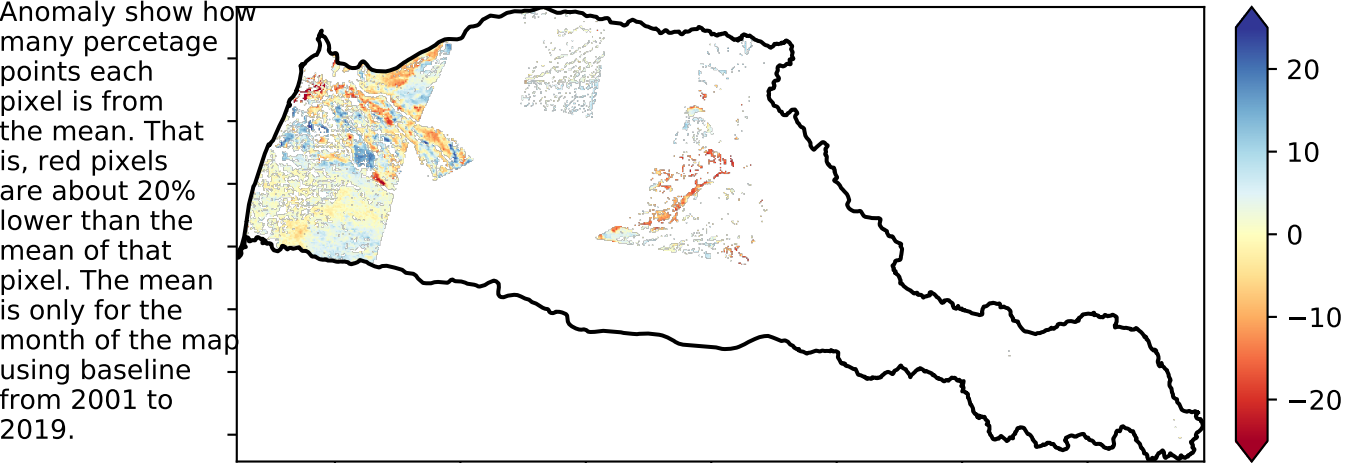 Anomaly show how
many percetage
points each
pixel is from
the mean. That
is, red pixels
are about 20%
lower than the
mean of that
pixel. The mean
is only for the
month of the map
using baseline
from 2001 to
2019.
20
10
0
−10
−20